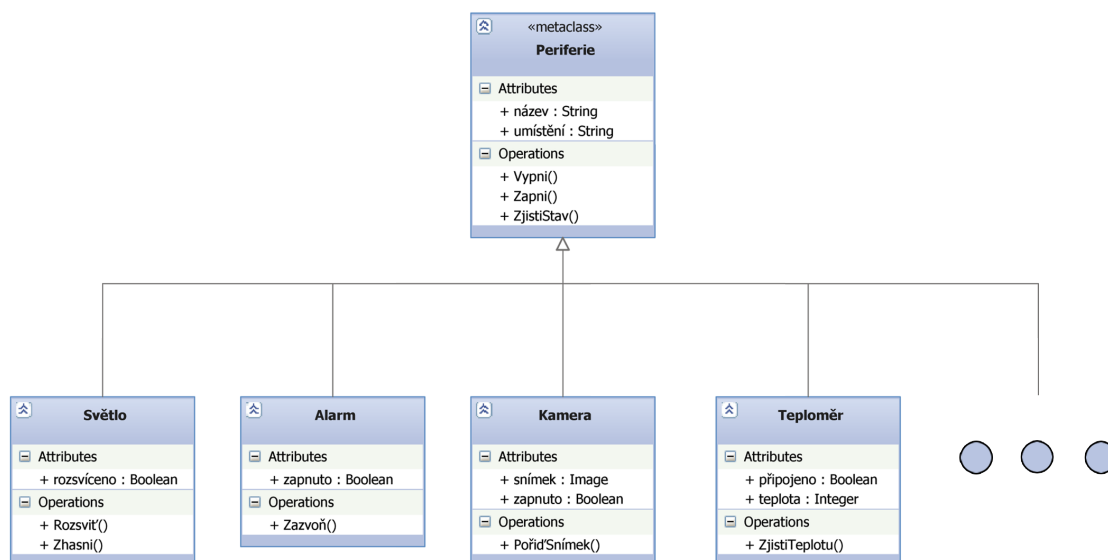 «metaclass»
Periferie
Attributes
+ název : String
+ umístění : String
Operations
+ Vypni()
+ Zapni()
+ ZjistiStav()
Světlo
Attributes
+ rozsvíceno : Boolean
Operations
+ Rozsviť()
+ Zhasni()
Alarm
Attributes
+ zapnuto : Boolean
Operations
+ Zazvoň()
Kamera
Attributes
+ snímek : Image
+ zapnuto : Boolean
Operations
+ PořiďSnímek()
Teploměr
Attributes
+ připojeno : Boolean
+ teplota : Integer
Operations
+ ZjistiTeplotu()